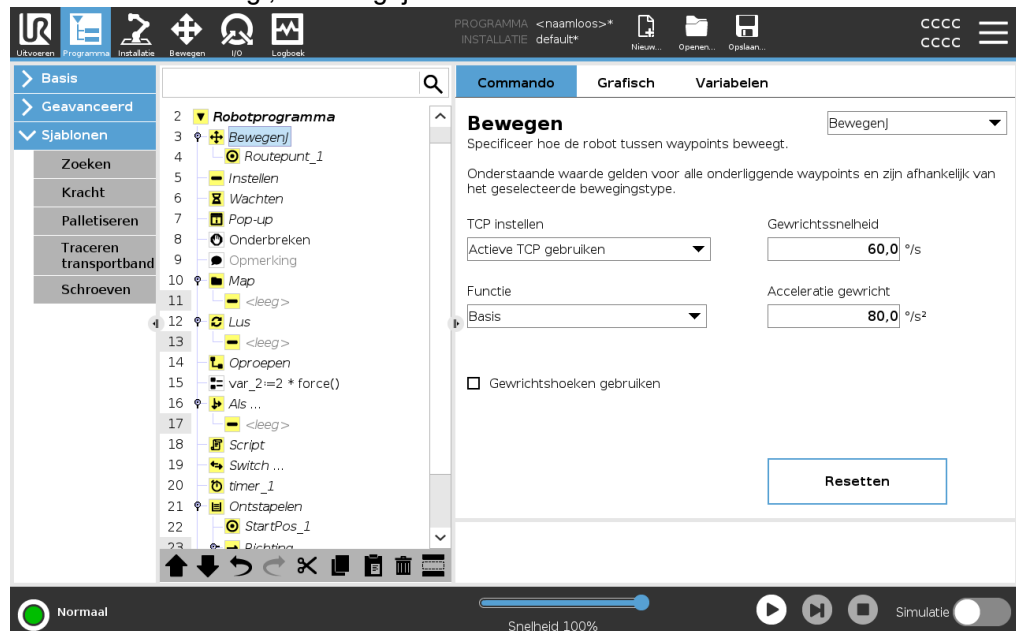 UR
PROGRAMMA <naamloos>*
INSTALLATIE default*
CCCC
CCCC
Uitvoeren Programma Installatie Bewegen I/O Logboek Nieuw... Openen... Opslaan...
Basis
Geavanceerd
Sjablonen
Zoeken
Kracht
Palletiseren
Traceren
transportband
Schroeven
2 Robotprogramma
3 BewegenJ
4 Routepunt_1
5 Instellen
6 Wachten
7 Pop-up
8 Onderbreken
9 Opmerking
10 Map
11 <leeg>
12 Lus
13 <leeg>
14 Oproepen
15 var_2:=2 * force()
16 Als ...
17 <leeg>
18 Script
19 Switch ...
20 timer_1
21 Ontstapelen
22 StartPos_1
23 Richting
Commando Grafisch Variabelen
Bewegen
BewegenJ
Specificeer hoe de robot tussen waypoints beweegt.
Onderstaande waarde gelden voor alle onderliggende waypoints en zijn afhankelijk van
het geselecteerde bewegingstype.
TCP instellen
Gewrichtssnelheid
Actieve TCP gebruiken
60,0 °/s
Functie
Acceleratie gewricht
Basis
80,0 °/s²
Gewrichtshoeken gebruiken
Resetten
Normaal
Snelheid 100%
Simulatie